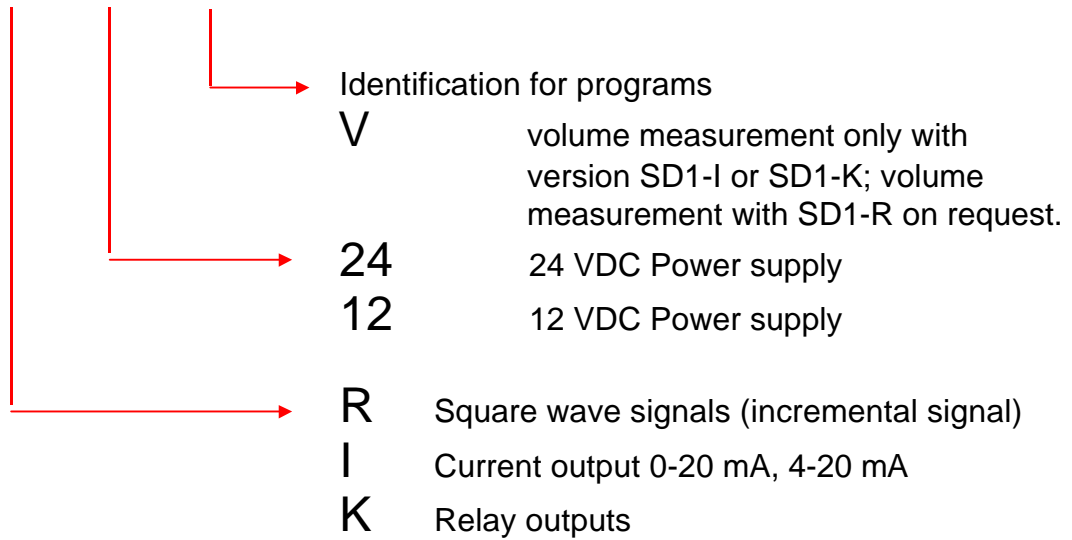 Identification for programs
V volume measurement only with
version SD1-I or SD1-K; volume
measurement with SD1-R on request.
24 24 VDC Power supply
12 12 VDC Power supply
R Square wave signals (incremental signal)
I Current output 0-20 mA, 4-20 mA
K Relay outputs